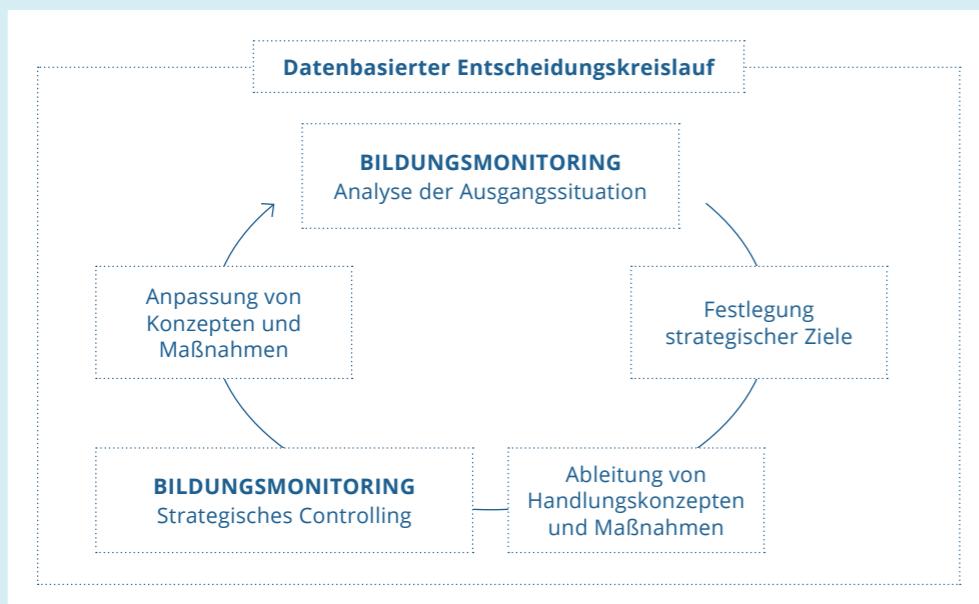 Datenbasierter Entscheidungskreislauf
BILDUNGSMONITORING
Analyse der Ausgangssituation
Festlegung
strategischer Ziele
Ableitung von
Handlungskonzepten
und Maßnahmen
BILDUNGSMONITORING
Strategisches Controlling
Anpassung von
Konzepten und
Maßnahmen